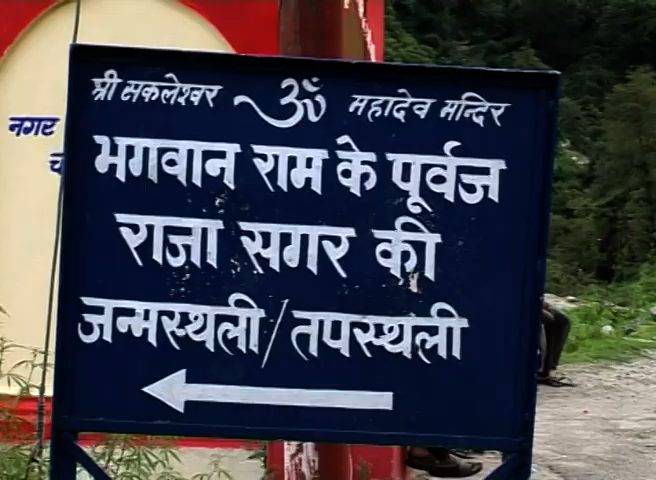 श्री सकलेश्वर ॐ महादेव मन्दिर
भगवान राम के पूर्वज
राजा सगर की
जन्मस्थली/तपस्थली
नगर